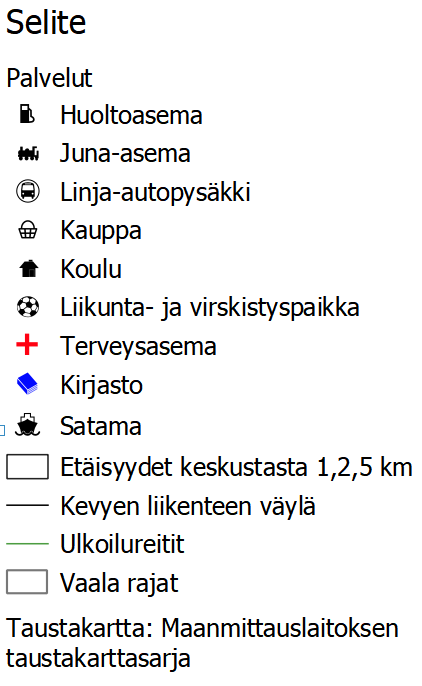 Selite
Palvelut
Huoltoasema
Juna-asema
Linja-autopysäkki
Kauppa
Koulu
Liikunta- ja virskistyspaikka
Terveysasema
Kirjasto
Satama
Etäisyydet keskustasta 1,2,5 km
Kevyen liikenteen väylä
Ulkoilureitit
Vaala rajat
Taustakartta: Maanmittauslaitoksen
taustakarttasarja